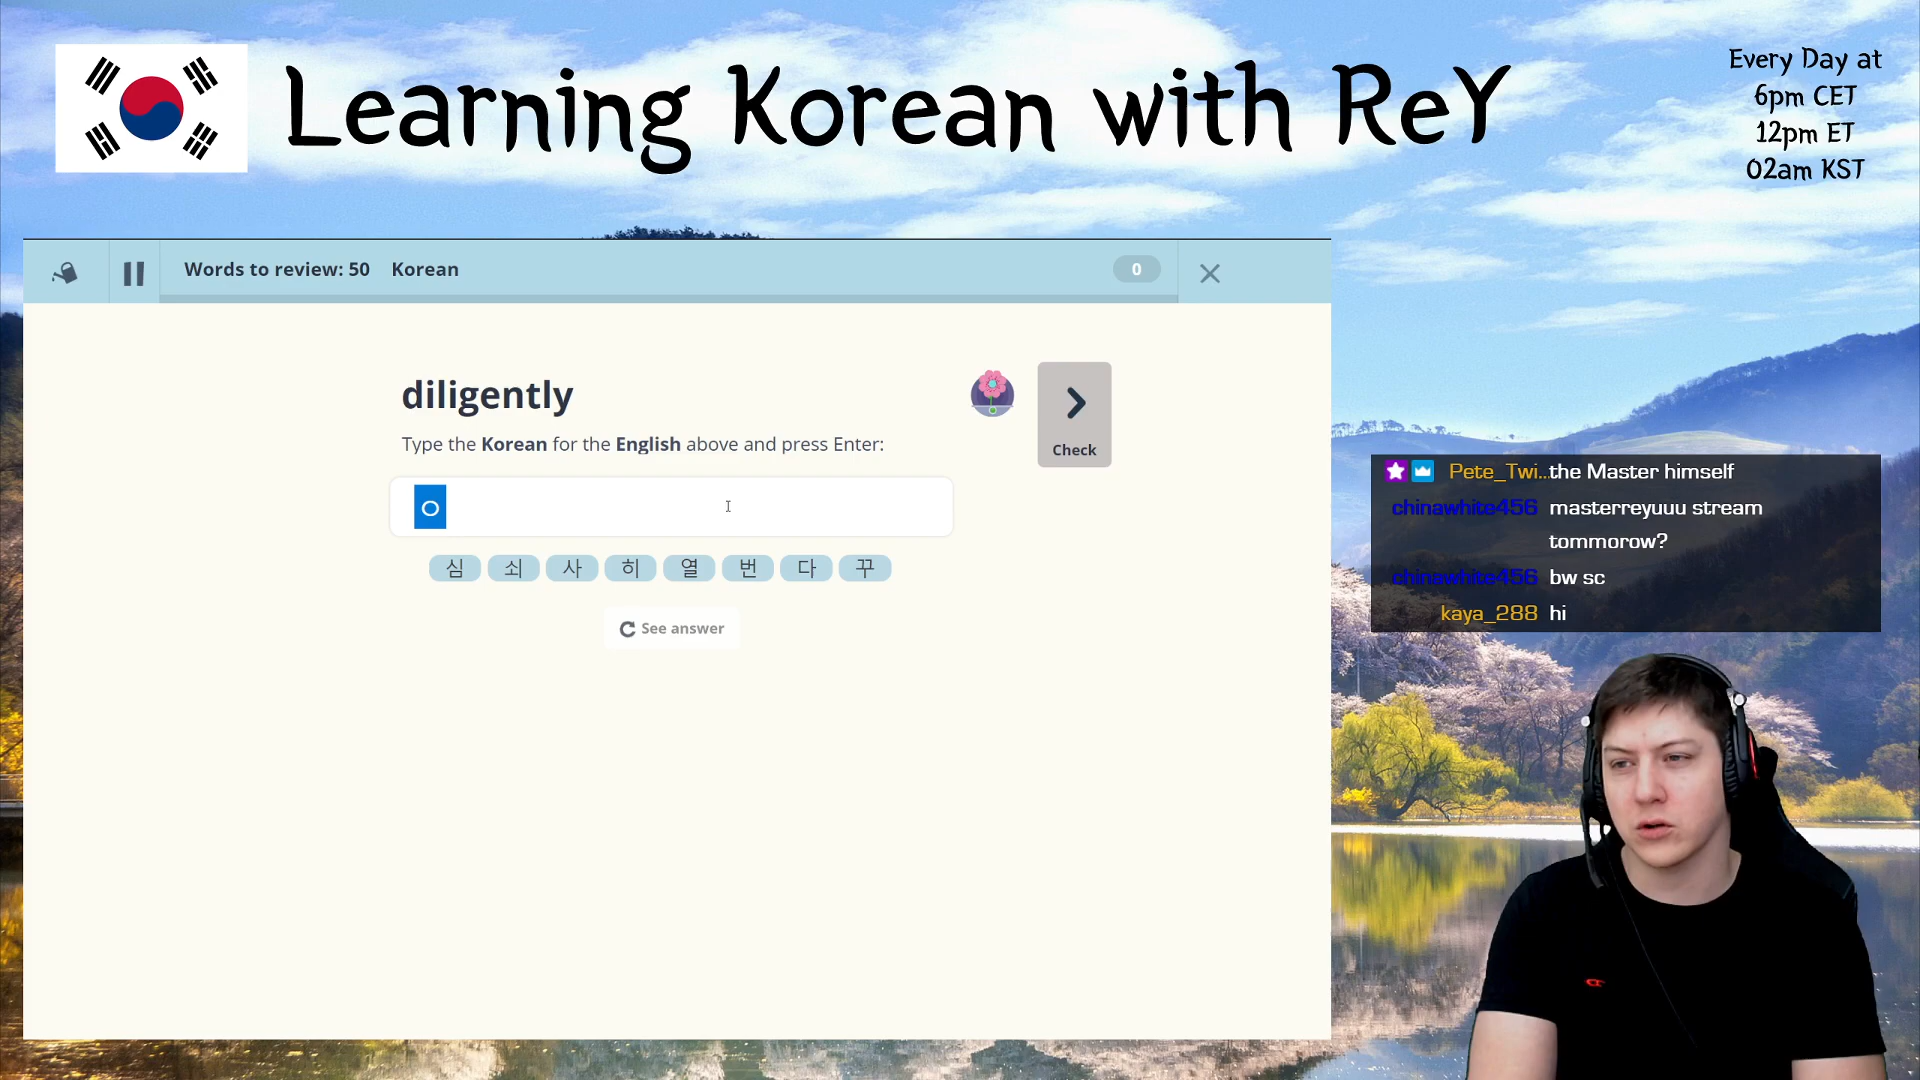 Learning Korean with ReY
Every Day at
6pm CET
12pm ET
02am KST
Words to review: 50 Korean
0
diligently
Type the Korean for the English above and press Enter:
Check
ㅇ
심 쇠 사 히 열 번 다 꾸
See answer
Pete_Twi... the Master himself
chinawhite456 masterreyuuu stream
tommorow?
chinawhite456 bw sc
kaya_288 hi